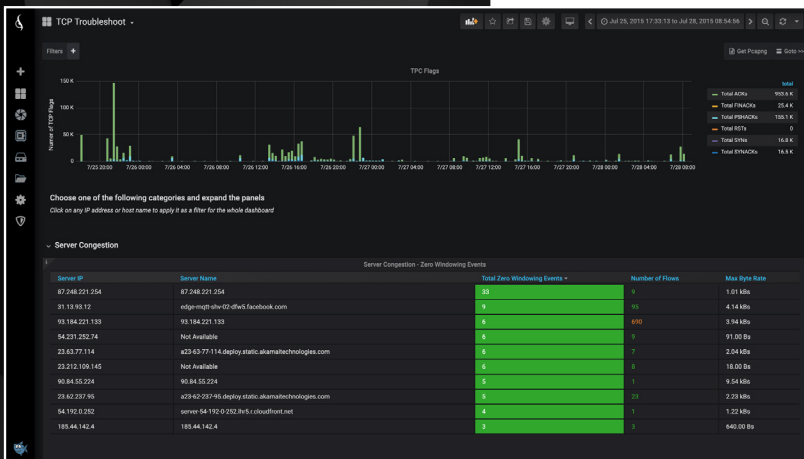 TCP Troubleshoot
Jul 25, 2015 17:33:13 to Jul 28, 2015 08:54:56
Filters +
Get Pcapng
Goto >>
TPC Flags
Numer of TCP Flags
150 K
100 K
50 K
0
7/25 20:00 7/26 00:00 7/26 04:00 7/26 08:00 7/26 12:00 7/26 16:00 7/26 20:00 7/27 00:00 7/27 04:00 7/27 08:00 7/27 12:00 7/27 16:00 7/27 20:00 7/28 00:00 7/28 04:00 7/28 08:00
total
Total ACKs 953.6 K
Total FINACKs 25.4 K
Total PSHACKs 155.1 K
Total RSTs 0
Total SYNs 16.8 K
Total SYNACKs 16.5 K
Choose one of the following categories and expand the panels
Click on any IP address or host name to apply it as a filter for the whole dashboard
Server Congestion
Server Congestion - Zero Windowing Events
Server IP Server Name Total Zero Windowing Events Number of Flows Max Byte Rate
87.248.221.254 87.248.221.254 33 9 1.01 kBs
31.13.93.12 edge-mqtt-shv-02-dfw5.facebook.com 9 95 4.14 kBs
93.184.221.133 93.184.221.133 6 690 3.94 kBs
54.231.252.74 Not Available 6 91.00 Bs
23.63.77.114 a23-63-77-114.deploy.static.akamaitechnologies.com 6 7 2.04 kBs
23.212.109.145 Not Available 6 8 18.00 Bs
90.84.55.224 90.84.55.224 5 1 9.54 kBs
23.62.237.95 a23-62-237-95.deploy.static.akamaitechnologies.com 5 23 2.23 kBs
54.192.0.252 server-54-192-0-252.lhr5.r.cloudfront.net 4 1 1.22 kBs
185.44.142.4 185.44.142.4 3 3 640.00 Bs